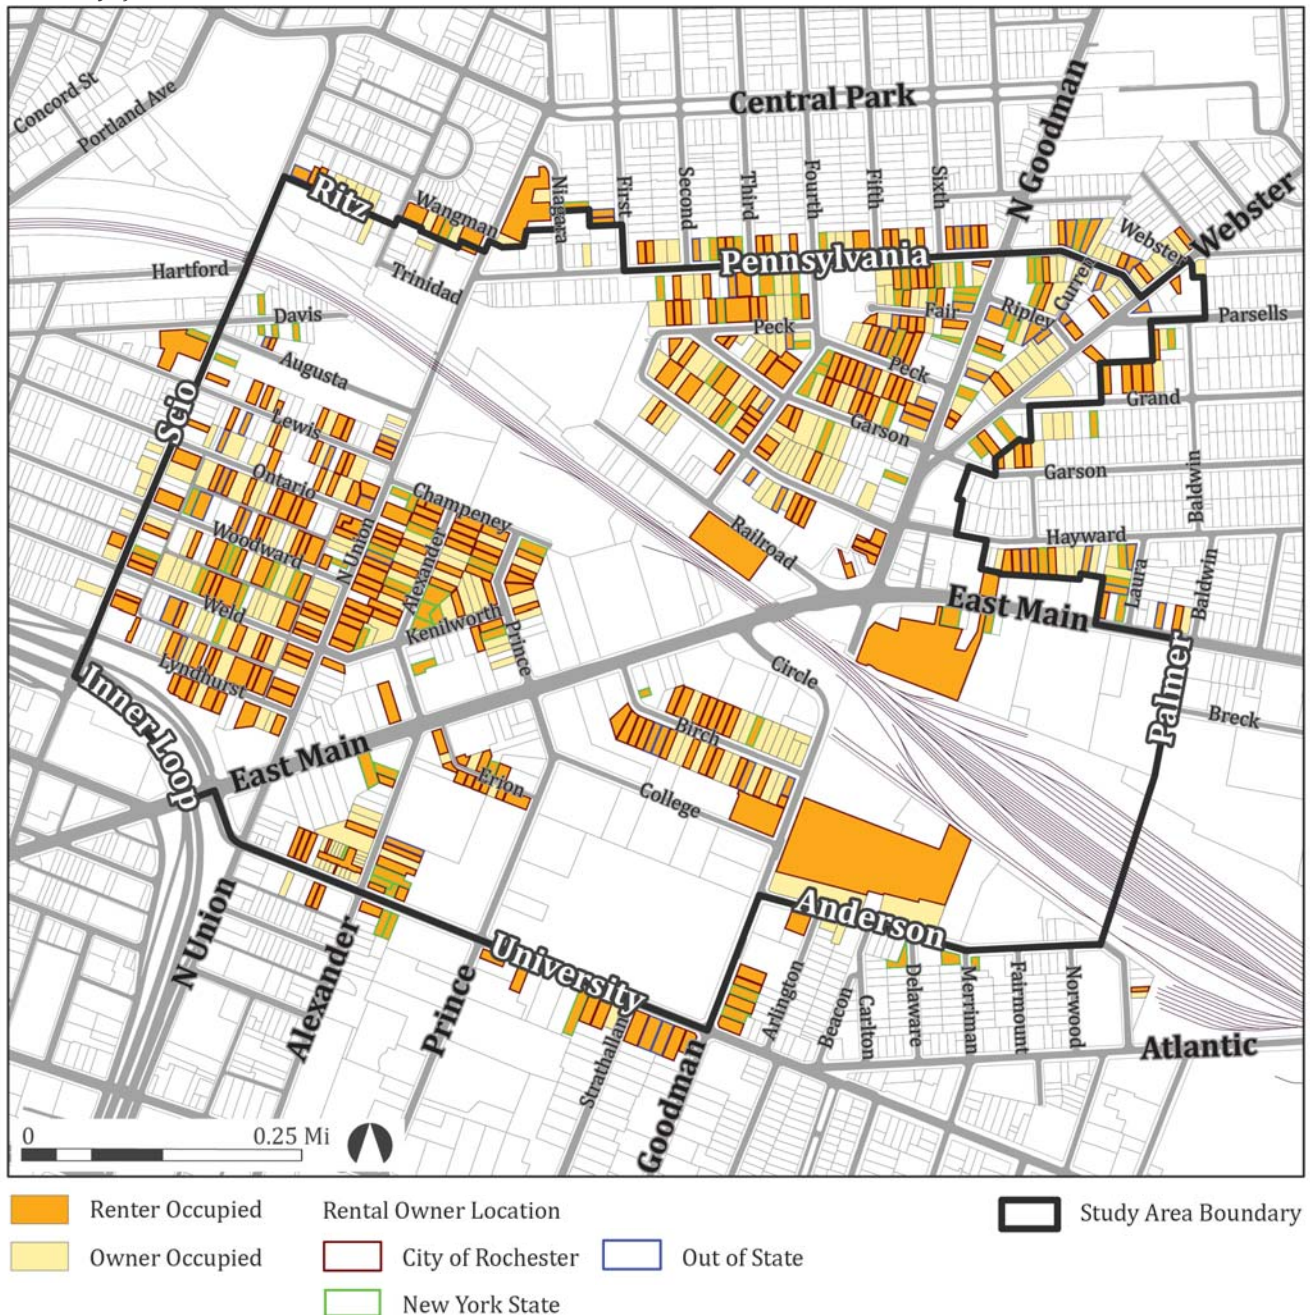 Concord St
Portland Ave
Central Park
N Goodman
Niagara
First
Second
Third
Fourth
Fifth
Sixth
Ritz
Wangman
Webster
Webster
Pennsylvania
Hartford
Trinidad
Davis
Fair
Ripley
Parsells
Peck
Augusta
Peck
Grand
Scio
Lewis
Garson
Garson
Baldwin
Ontario
Champeney
Railroad
Woodward
N Union
Alexander
Hayward
Laura
Baldwin
Weld
Kenilworth
Prince
East Main
Lyndhurst
Circle
Palmer
Inner Loop
Birch
Breck
East Main
Erion
College
Anderson
N Union
Alexander
Prince
University
Strathallan
Goodman
Arlington
Beacon
Carlton
Delaware
Merriman
Fairmount
Norwood
Atlantic
0 0.25 Mi
Renter Occupied
Owner Occupied
Rental Owner Location
City of Rochester
New York State
Out of State
Study Area Boundary